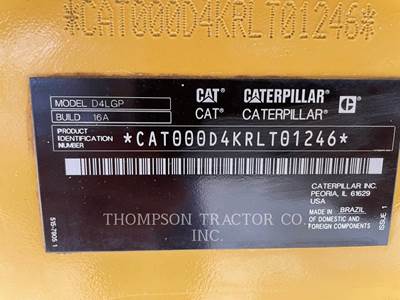 *CAT000D4KRLT01246*
MODEL D4LGP
BUILD 16A
CAT CATERPILLAR
CAT CATERPILLAR
PRODUCT
IDENTIFICATION
NUMBER
*CAT000D4KRLT01246*
CATERPILLAR INC.
PEORIA, IL 61629
USA
MADE IN BRAZIL
OF DOMESTIC AND
FOREIGN COMPONENTS
ISSUE 1
THOMPSON TRACTOR CO.,
INC.